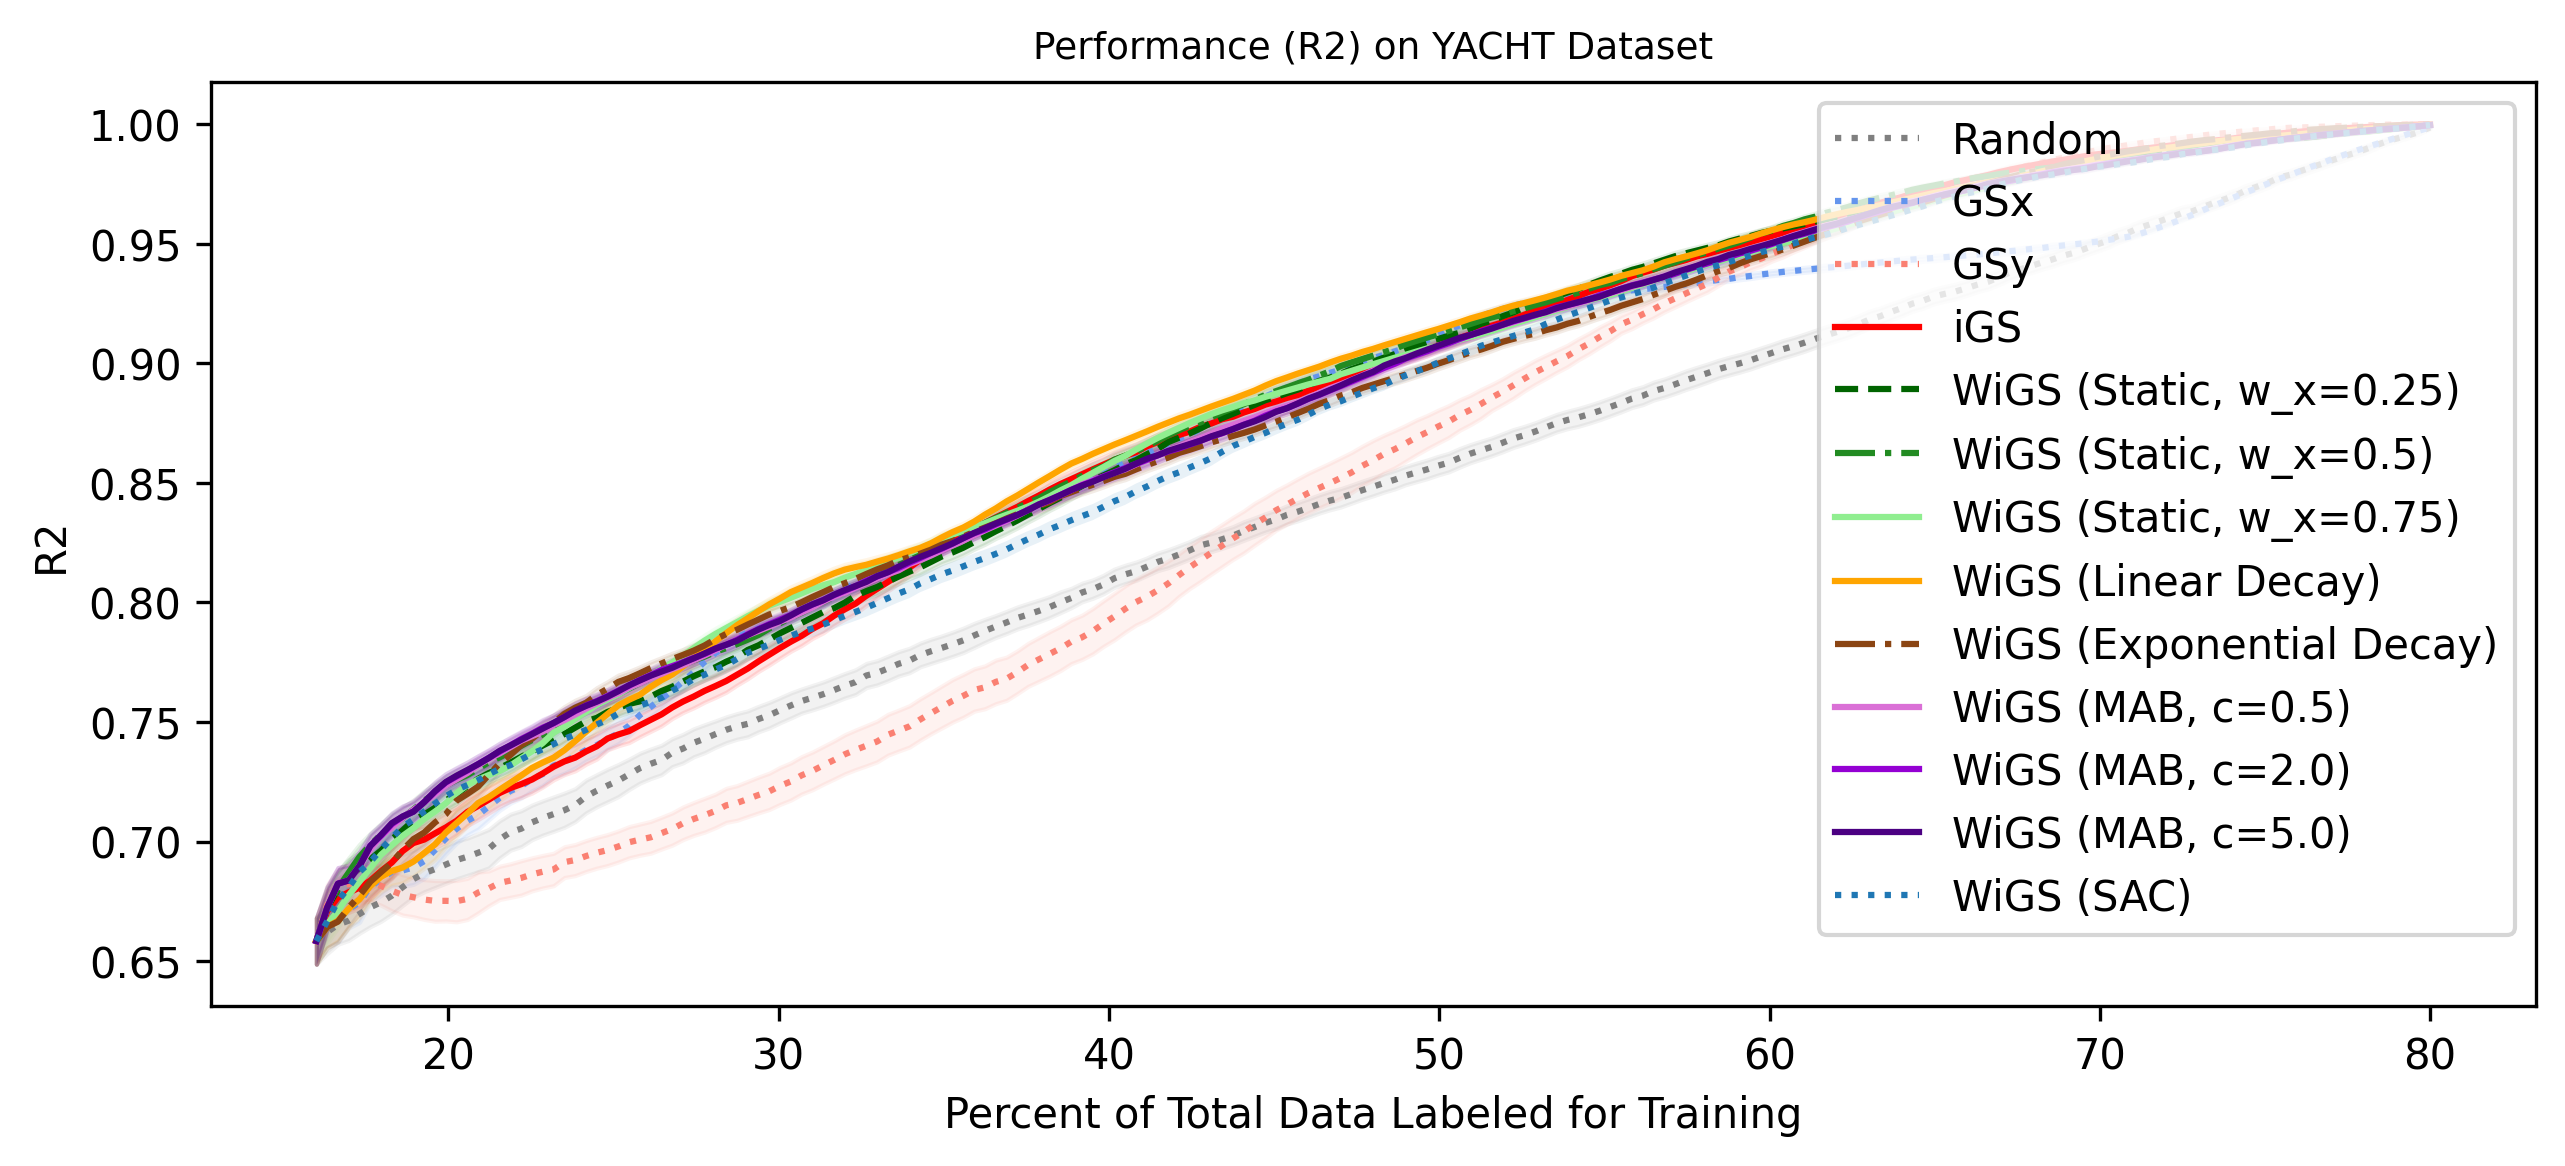 Performance (R2) on YACHT Dataset
1.00
0.95
0.90
0.85
0.80
0.75
0.70
0.65
R2
20 30 40 50 60 70 80
Percent of Total Data Labeled for Training
Random
GSx
GSy
iGS
WiGS (Static, w_x=0.25)
WiGS (Static, w_x=0.5)
WiGS (Static, w_x=0.75)
WiGS (Linear Decay)
WiGS (Exponential Decay)
WiGS (MAB, c=0.5)
WiGS (MAB, c=2.0)
WiGS (MAB, c=5.0)
WiGS (SAC)